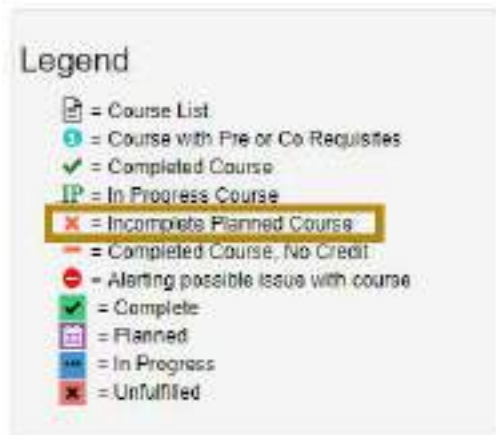 Legend
= Course List
= Course with Pre or Co Requisites
= Completed Course
IP = In Progress Course
= Incomplete Planned Course
= Completed Course, No Credit
= Alerting possible issue with course
= Complete
= Planned
= In Progress
= Unfulfilled